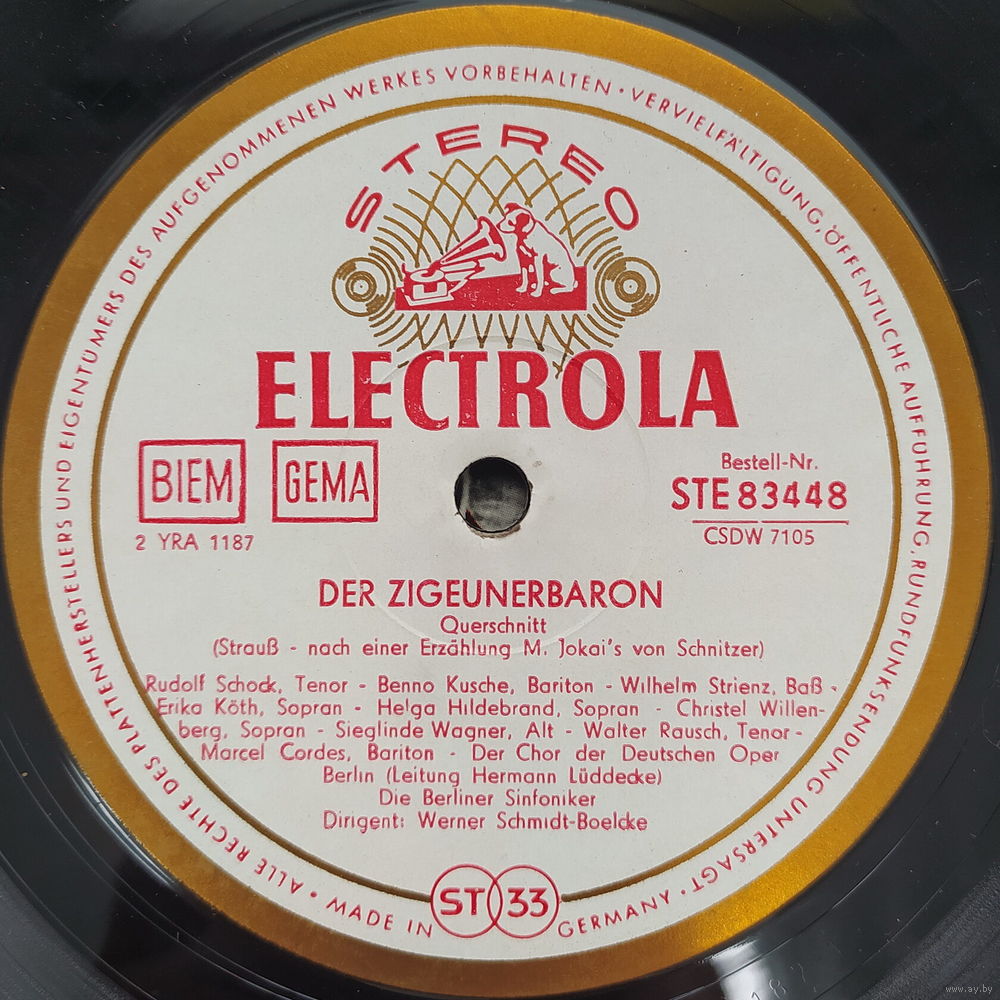 ALLE RECHTE DES PLATTENHERSTELLERS UND EIGENTÜMERS DES AUFGENOMMENEN WERKES VORBEHALTEN · VERVIELFÄLTIGUNG, ÖFFENTLICHE AUFFÜHRUNG, RUNDFUNKSENDUNG UNTERSAGT ·
STEREO
ELECTROLA
BIEM GEMA
Bestell-Nr.
STE 83448
2 YRA 1187
CSDW 7105
DER ZIGEUNERBARON
Querschnitt
(Strauß - nach einer Erzählung M. Jokai's von Schnitzer)
Rudolf Schock, Tenor - Benno Kusche, Bariton - Wilhelm Strienz, Baß -
Erika Köth, Sopran - Helga Hildebrand, Sopran - Christel Willen-
berg, Sopran - Sieglinde Wagner, Alt - Walter Rausch, Tenor -
Marcel Cordes, Bariton - Der Chor der Deutschen Oper
Berlin (Leitung Hermann Lüddecke)
Die Berliner Sinfoniker
Dirigent: Werner Schmidt-Boelcke
· MADE IN GERMANY
ST 33
www.ay.by